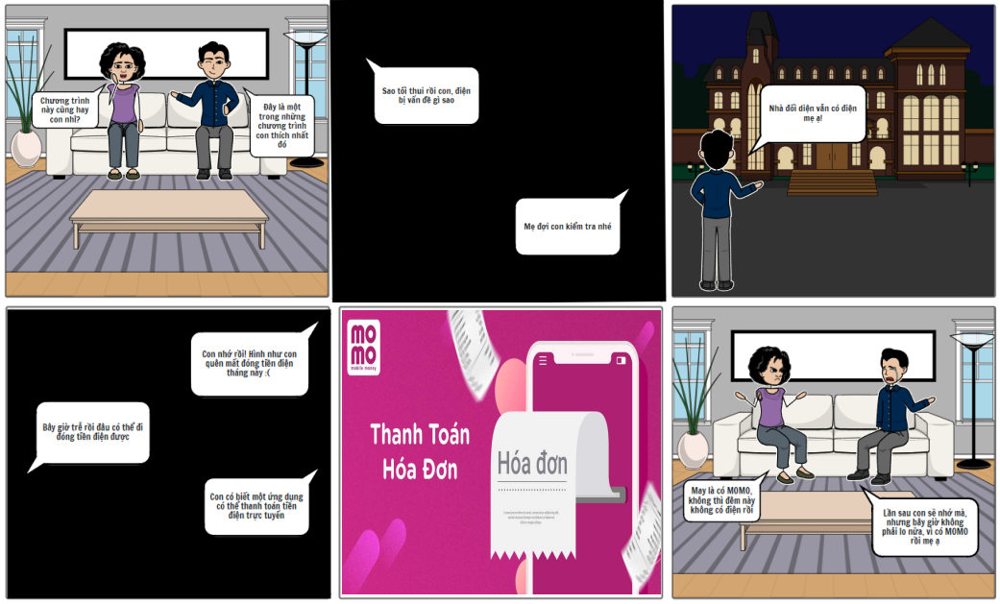 Chương trình
này cũng hay
con nhỉ?
Đây là một
trong những
chương trình
con thích nhất
đó
Sao tối thui rồi con, điện
bị vấn đề gì sao
Mẹ đợi con kiểm tra nhé
Nhà đối diện vẫn có điện
mẹ ạ!
Con nhớ rồi! Hình như con
quên mất đóng tiền điện
tháng này :(
Bây giờ trễ rồi đâu có thể đi
đóng tiền điện được
Con có biết một ứng dụng
có thể thanh toán tiền
điện trực tuyến
mo
mo
mobile money
Thanh Toán
Hóa Đơn
Hóa đơn
May là có MOMO,
không thì đêm nay
không có điện rồi
Lần sau con sẽ nhớ mà,
nhưng bây giờ không
phải lo nữa, vì có MOMO
rồi mẹ ạ